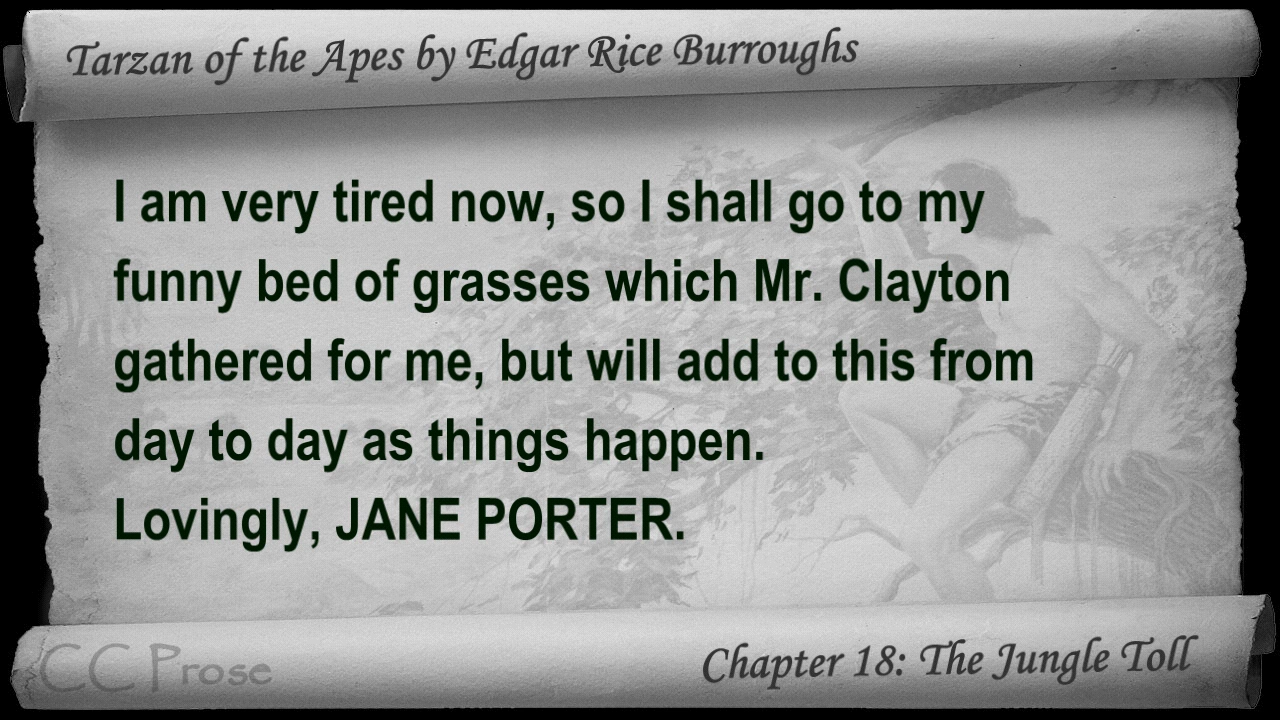 Tarzan of the Apes by Edgar Rice Burroughs
I am very tired now, so I shall go to my
funny bed of grasses which Mr. Clayton
gathered for me, but will add to this from
day to day as things happen.
Lovingly, JANE PORTER.
CC Prose
Chapter 18: The Jungle Toll